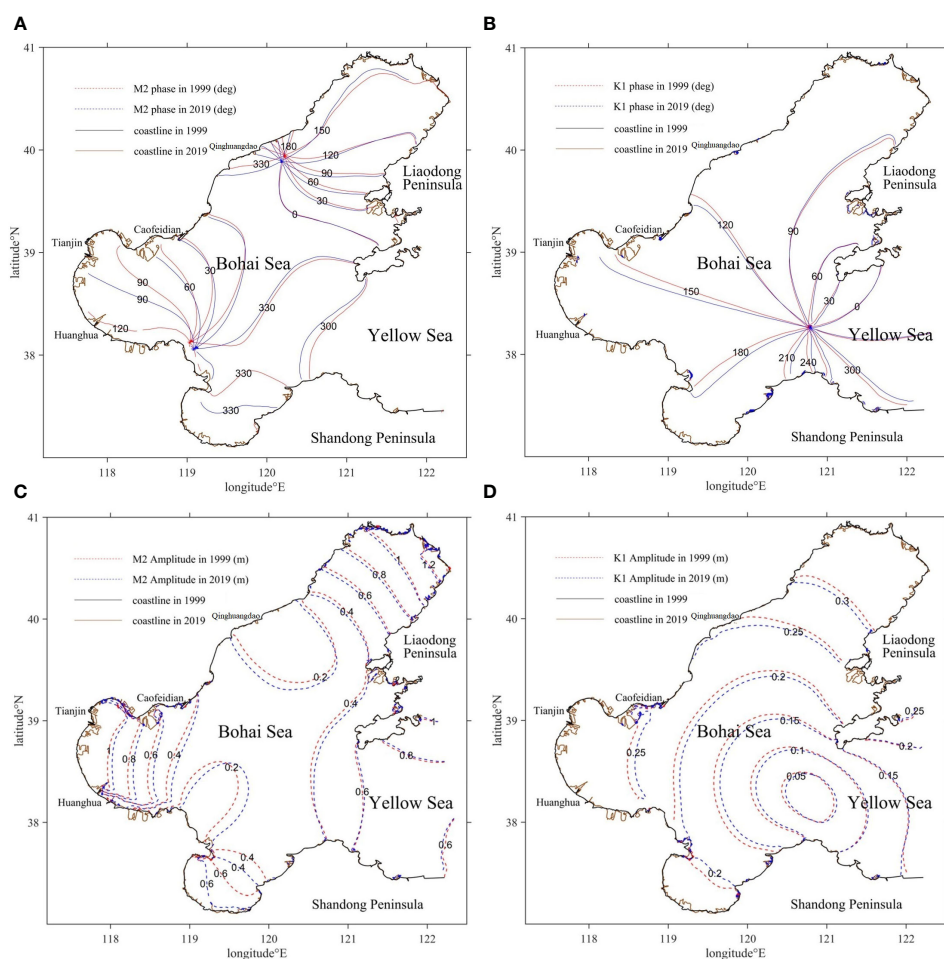 A
41
40
39
38
latitude°N
M2 phase in 1999 (deg)
M2 phase in 2019 (deg)
coastline in 1999
coastline in 2019
Qinghuangdao
150
180
330
120
90
60
30
0
Liaodong
Peninsula
Tianjin
Caofeidian
Bohai Sea
30
60
90
90
330
Huanghua
120
300
Yellow Sea
330
330
Shandong Peninsula
118
119
120
121
122
longitude°E
B
41
40
39
38
latitude°N
K1 phase in 1999 (deg)
K1 phase in 2019 (deg)
coastline in 1999
coastline in 2019
Qinghuangdao
Liaodong
Peninsula
Tianjin
Caofeidian
120
90
Bohai Sea
60
150
30
0
Huanghua
Yellow Sea
180
210
240
300
Shandong Peninsula
118
119
120
121
122
longitude°E
C
41
40
39
38
latitude°N
M2 Amplitude in 1999 (m)
M2 Amplitude in 2019 (m)
coastline in 1999
coastline in 2019
Qinghuangdao
1
1.2
0.8
0.6
0.4
Liaodong
Peninsula
0.2
0.4
Tianjin
Caofeidian
Bohai Sea
1
1
0.8
0.6
0.4
0.8
0.2
0.6
Huanghua
Yellow Sea
0.4
0.4
0.6
0.6
0.6
Shandong Peninsula
118
119
120
121
122
longitude°E
D
41
40
39
38
latitude°N
K1 Amplitude in 1999 (m)
K1 Amplitude in 2019 (m)
coastline in 1999
coastline in 2019
Qinghuangdao
0.3
0.25
Liaodong
Peninsula
Tianjin
Caofeidian
0.2
0.25
Bohai Sea
0.15
0.2
0.25
0.1
0.05
0.15
Huanghua
Yellow Sea
0.2
Shandong Peninsula
118
119
120
121
122
longitude°E